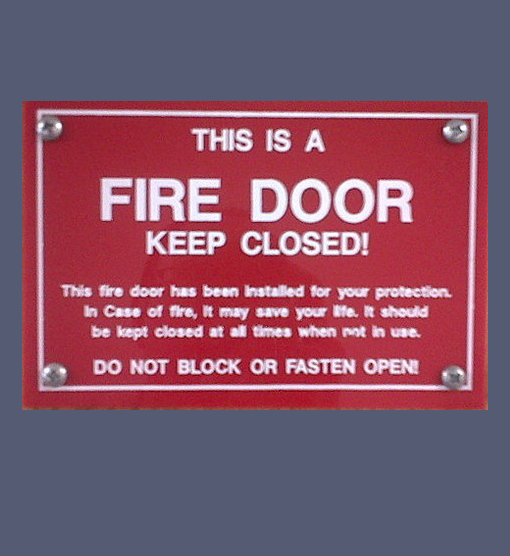 THIS IS A
FIRE DOOR
KEEP CLOSED!
This fire door has been installed for your protection.
In Case of fire, it may save your life. It should
be kept closed at all times when not in use.
DO NOT BLOCK OR FASTEN OPEN!